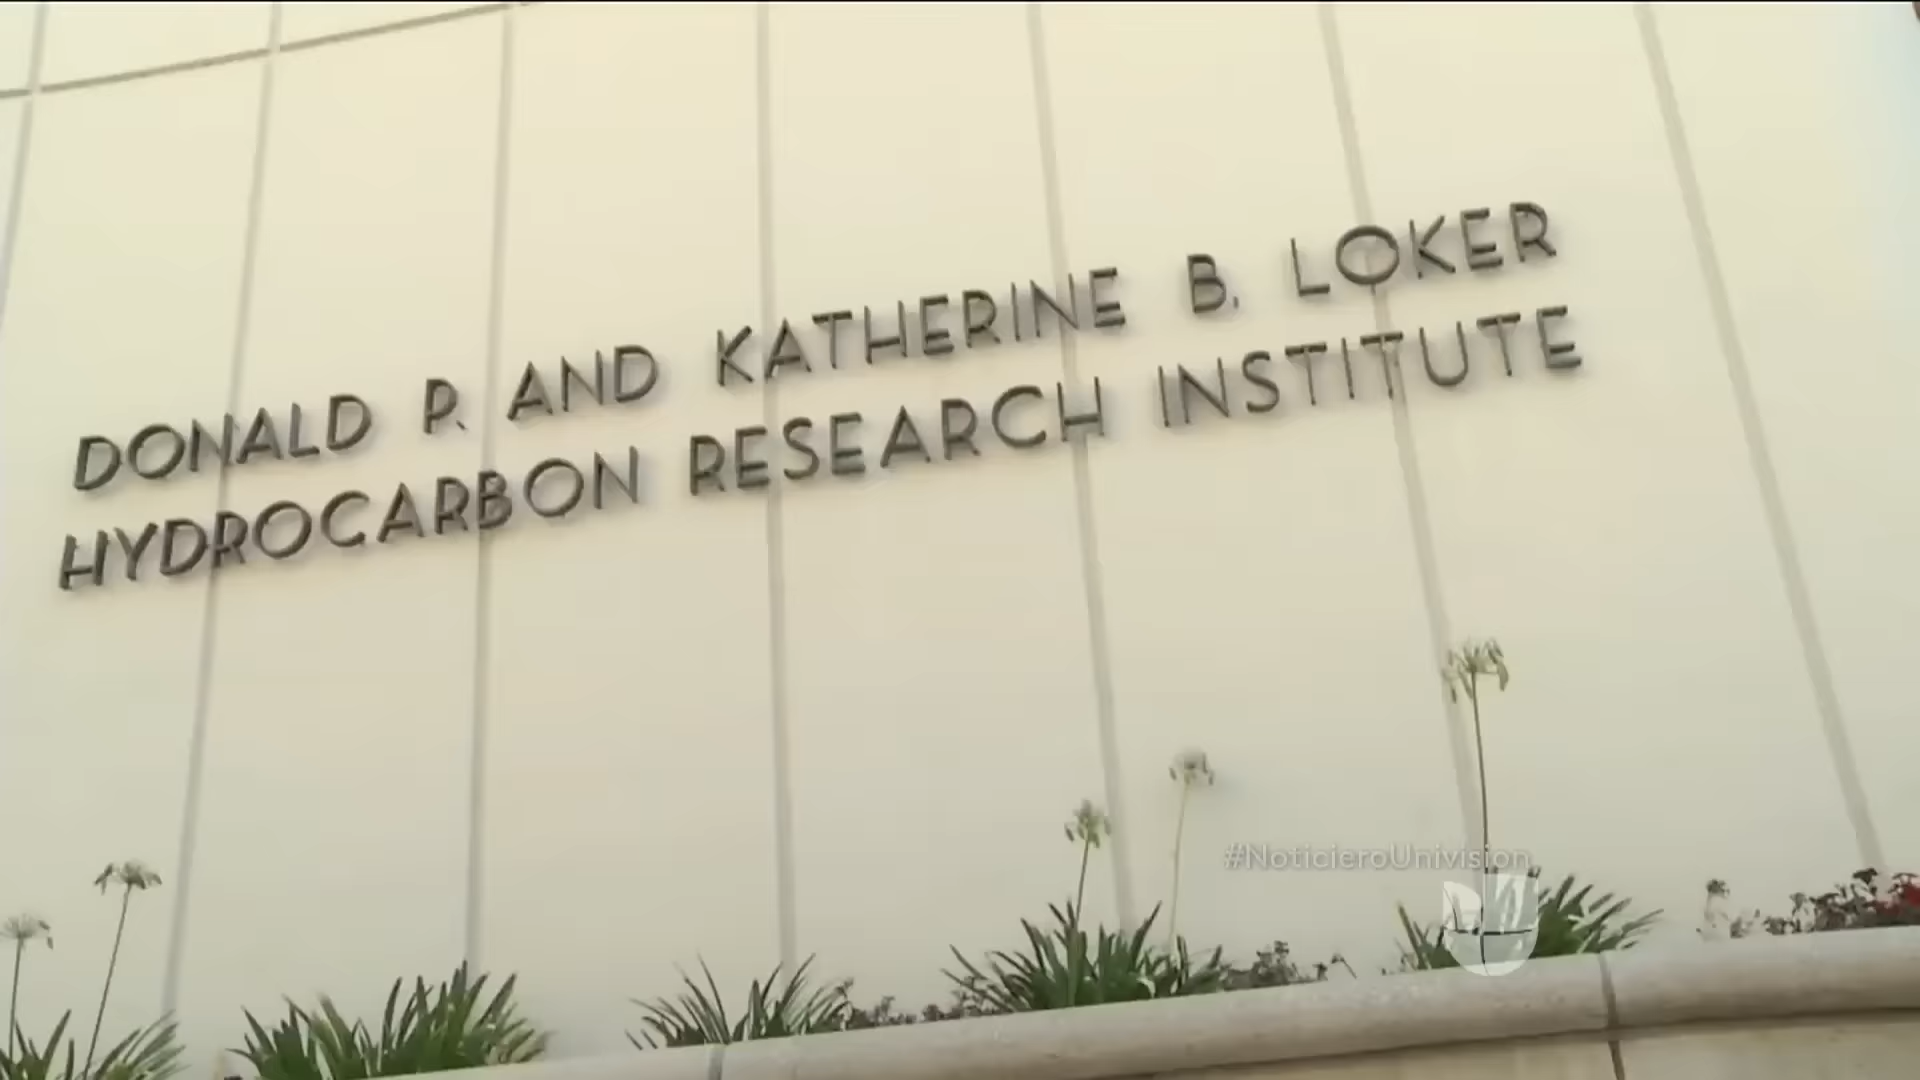 DONALD P. AND KATHERINE B. LOKER
HYDROCARBON RESEARCH INSTITUTE
#NoticieroUnivision